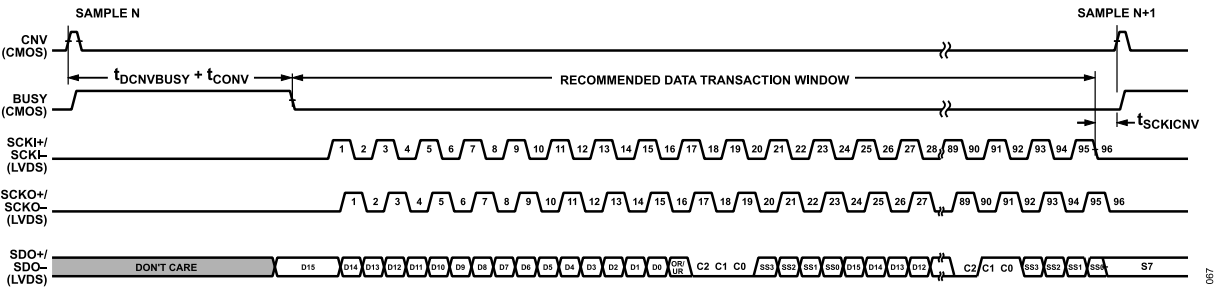 SAMPLE N
SAMPLE N+1
CNV
(CMOS)
tDCNVBUSY + tCONV
RECOMMENDED DATA TRANSACTION WINDOW
BUSY
(CMOS)
tSCKICNV
SCKI+/
SCKI–
(LVDS)
1 2 3 4 5 6 7 8 9 10 11 12 13 14 15 16 17 18 19 20 21 22 23 24 25 26 27 28 89 90 91 92 93 94 95 96
SCKO+/
SCKO–
(LVDS)
1 2 3 4 5 6 7 8 9 10 11 12 13 14 15 16 17 18 19 20 21 22 23 24 25 26 27 89 90 91 92 93 94 95 96
SDO+/
SDO–
(LVDS)
DON'T CARE D15 D14 D13 D12 D11 D10 D9 D8 D7 D6 D5 D4 D3 D2 D1 D0 OR/ UR C2 C1 C0 SS3 SS2 SS1 SS0 D15 D14 D13 D12 C2 C1 C0 SS3 SS2 SS1 SS0 S7
067